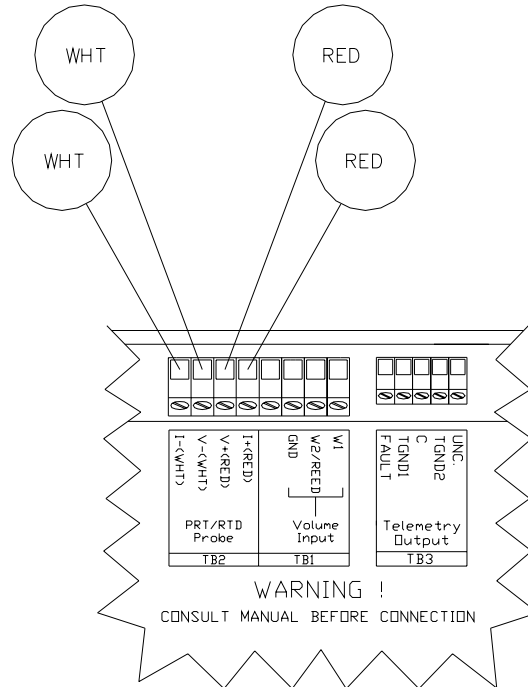 WHT
RED
WHT
RED
I-(WHT)
V-(WHT)
V+(RED)
I+(RED)
GND
W2/REED
W1
FAULT
TGND1
C
TGND2
UNC.
PRT/RTD
Probe
Volume
Input
Telemetry
Output
TB2
TB1
TB3
WARNING !
CONSULT MANUAL BEFORE CONNECTION